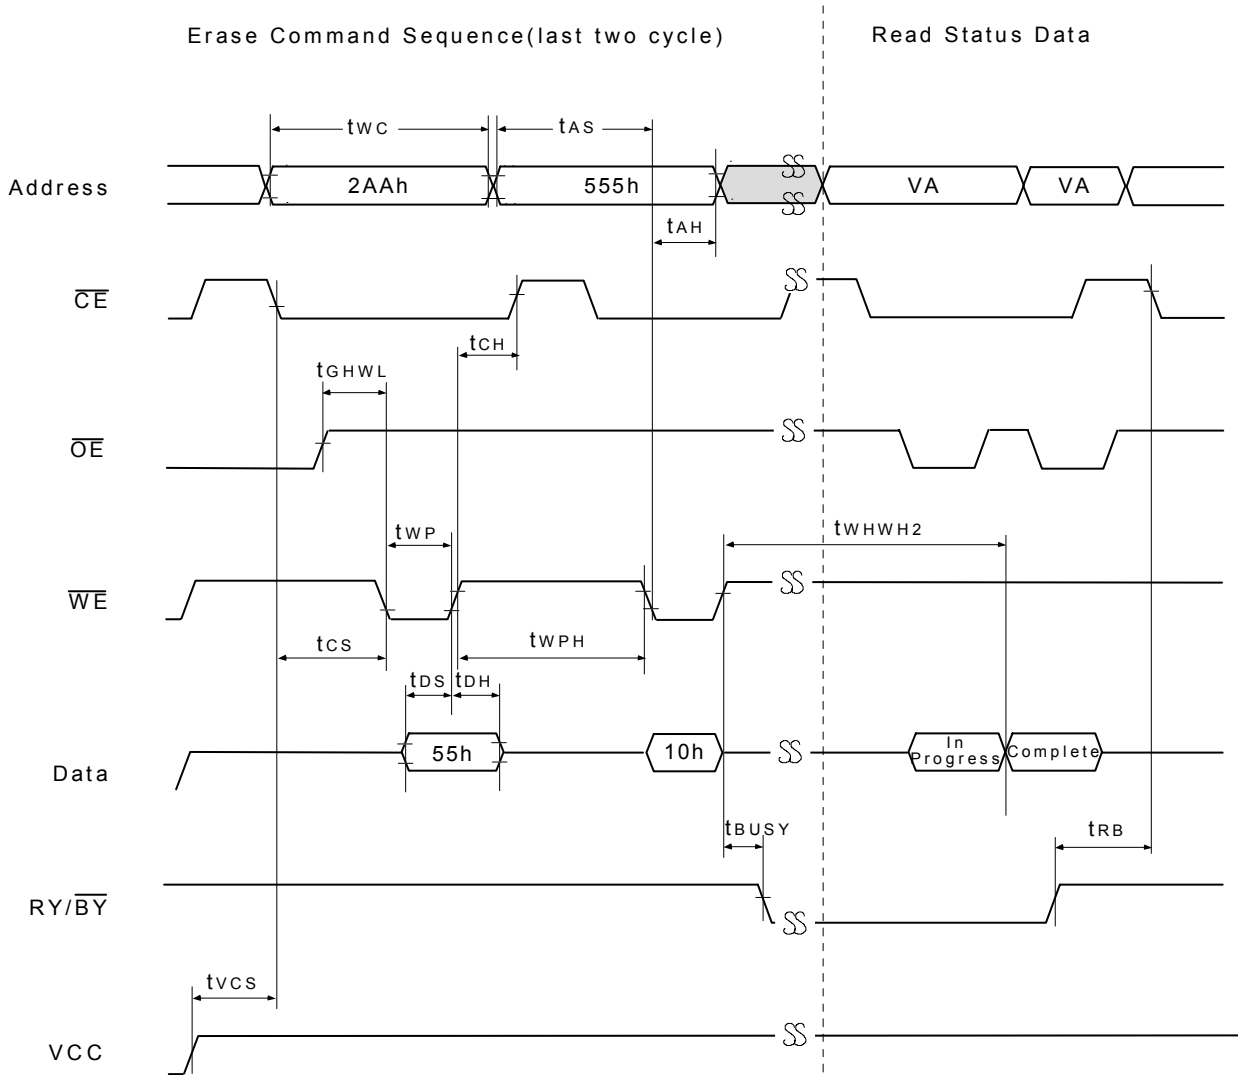 Erase Command Sequence(last two cycle)
Read Status Data
tWC
tAS
Address
2AAh
555h
VA
VA
tAH
CE
tCH
tGHWL
OE
tWP
tWHWH2
WE
tCS
tWPH
tDS
tDH
Data
55h
10h
In
Progress
Complete
tBUSY
tRB
RY/BY
tVCS
VCC